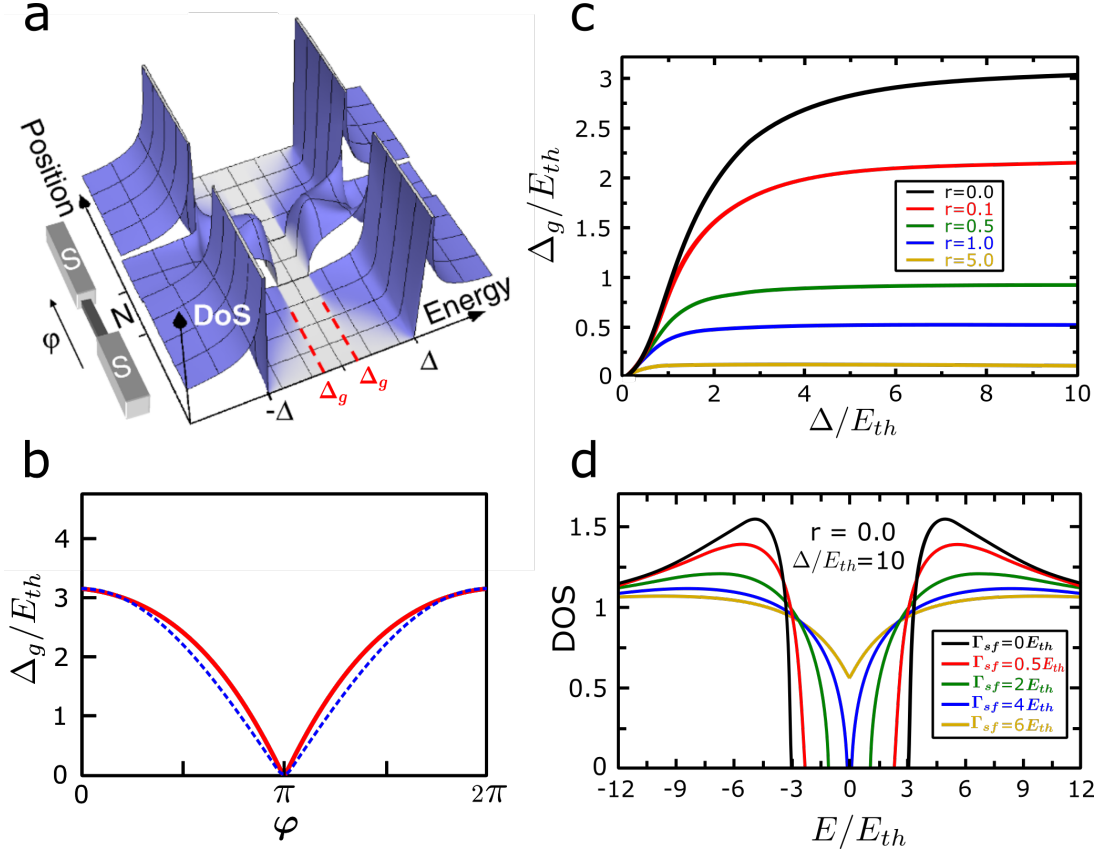 a
Position
S
N
S
φ
DoS
Energy
-Δ
Δg
Δg
Δ
b
Δg/Eth
4
3
2
1
0
0
π
2π
φ
c
Δg/Eth
3
2.5
2
1.5
1
0.5
0
r=0.0
r=0.1
r=0.5
r=1.0
r=5.0
0 2 4 6 8 10
Δ/Eth
d
DOS
1.5
1
0.5
0
r = 0.0
Δ/Eth=10
Γsf=0Eth
Γsf=0.5Eth
Γsf=2Eth
Γsf=4Eth
Γsf=6Eth
-12 -9 -6 -3 0 3 6 9 12
E/Eth